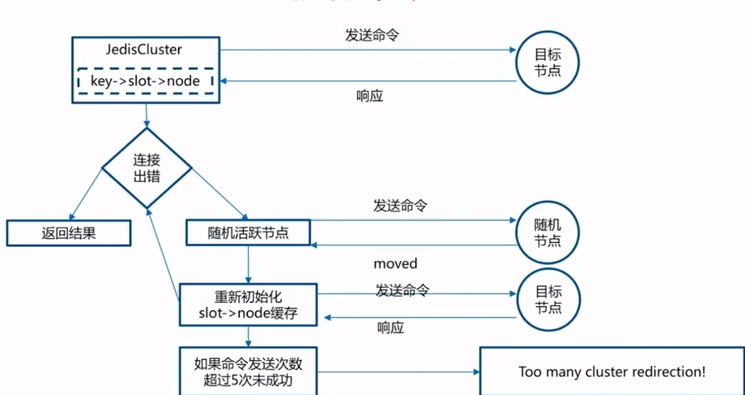 JedisCluster
key->slot->node
发送命令
响应
目标
节点
连接
出错
返回结果
随机活跃节点
发送命令
moved
随机
节点
重新初始化
slot->node缓存
发送命令
响应
目标
节点
如果命令发送次数
超过5次未成功
Too many cluster redirection!